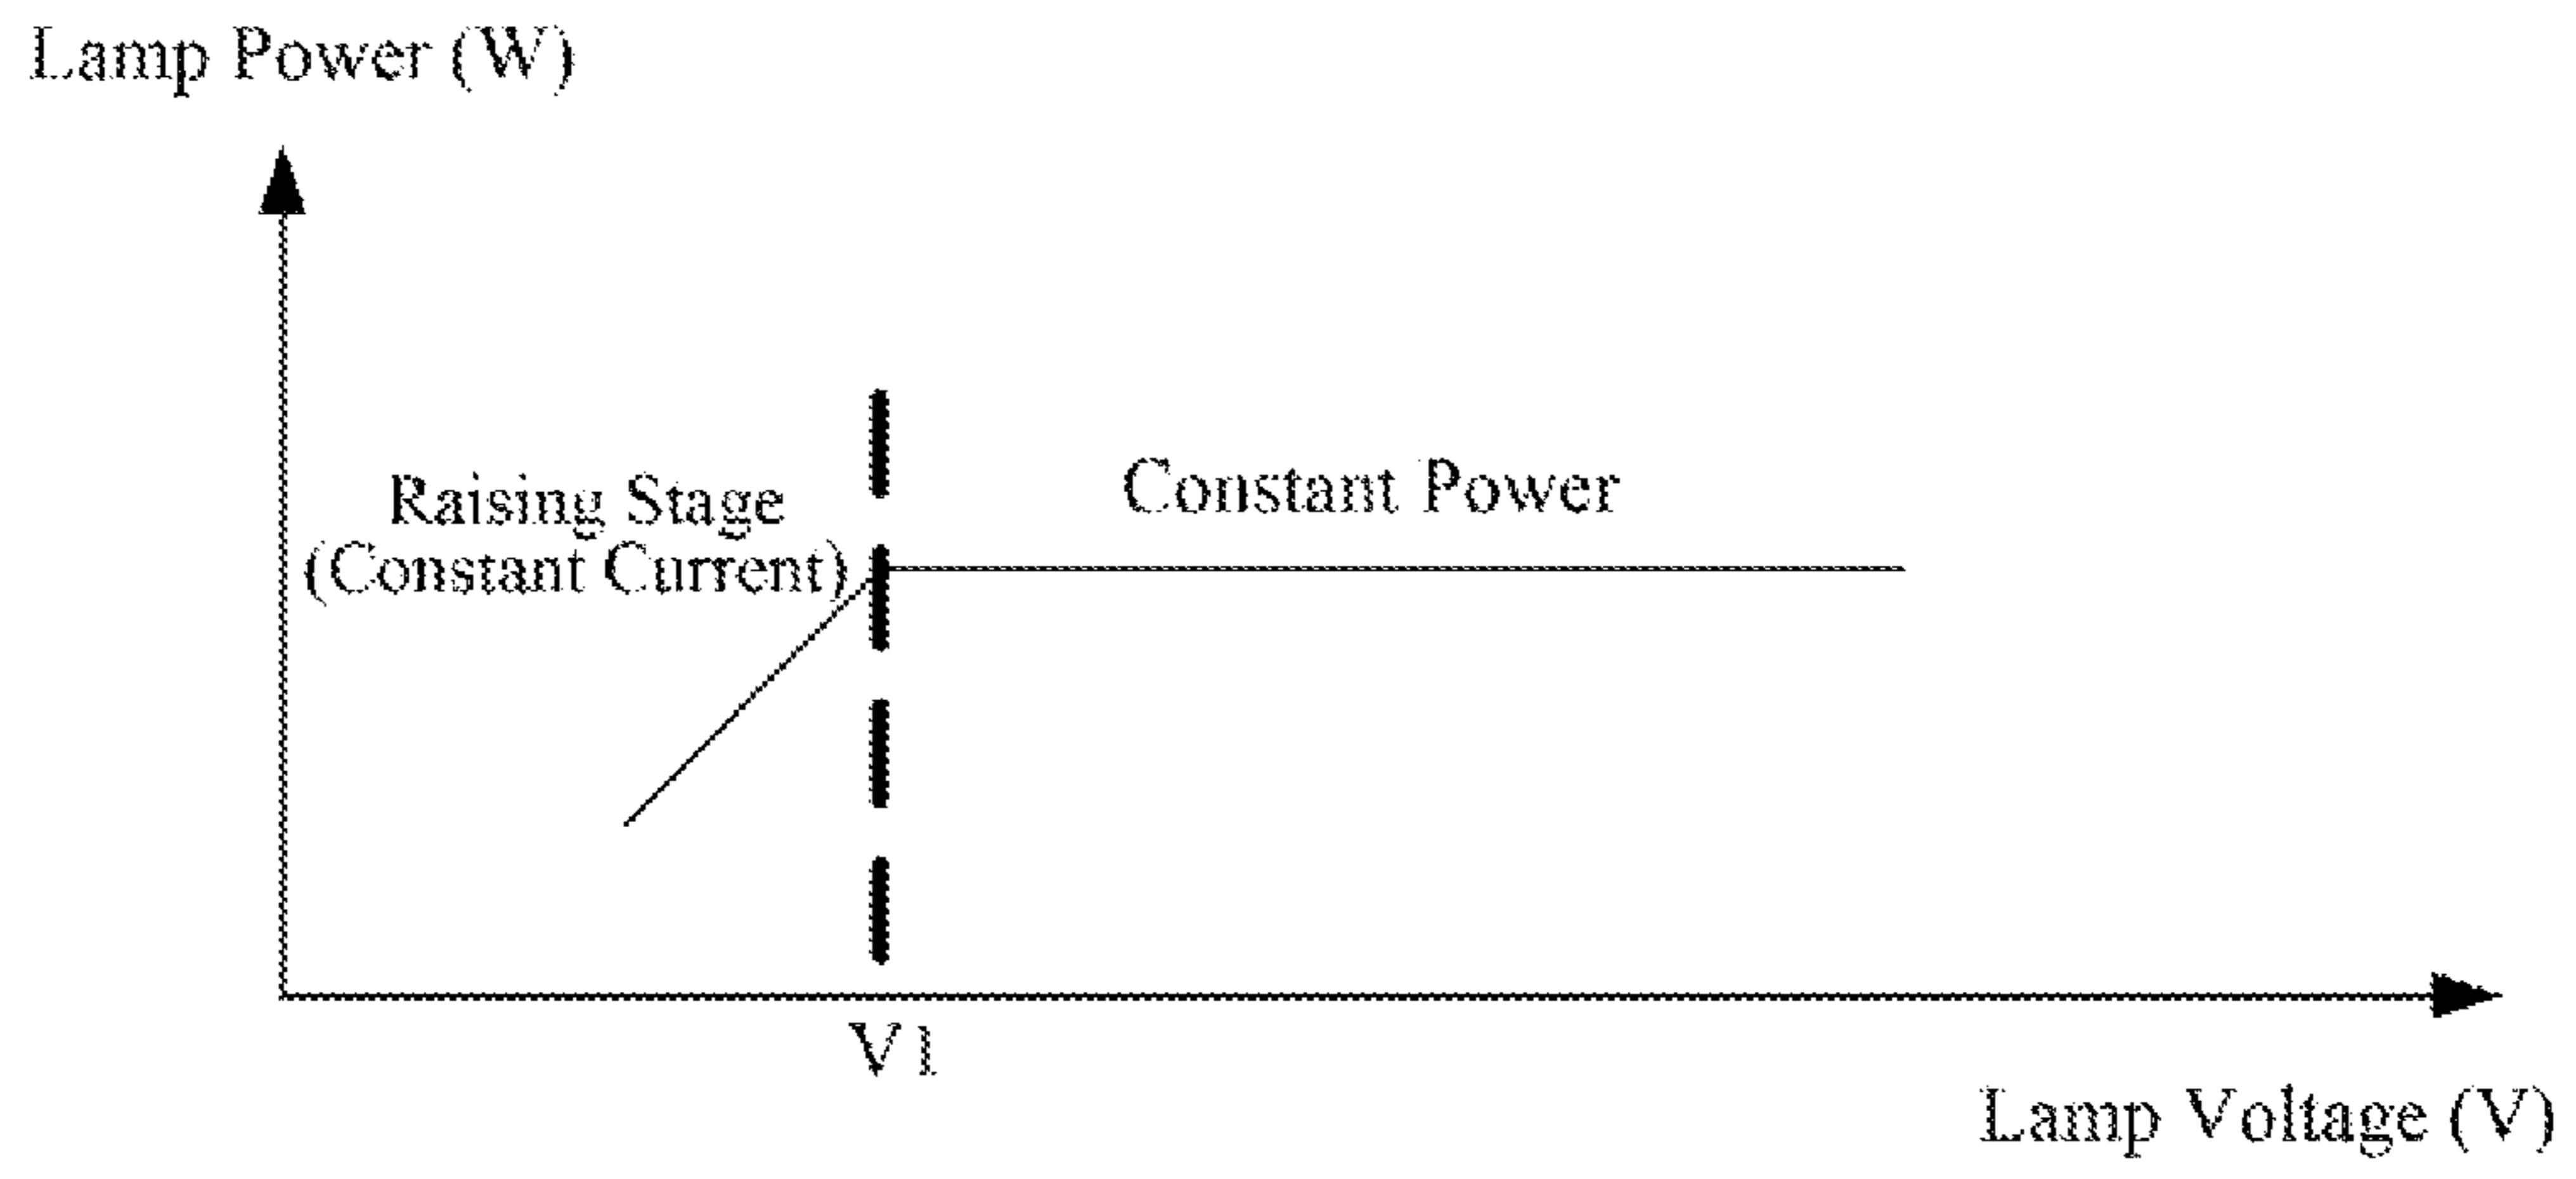 Lamp Power (W)
Raising Stage
(Constant Current)
Constant Power
V1
Lamp Voltage (V)